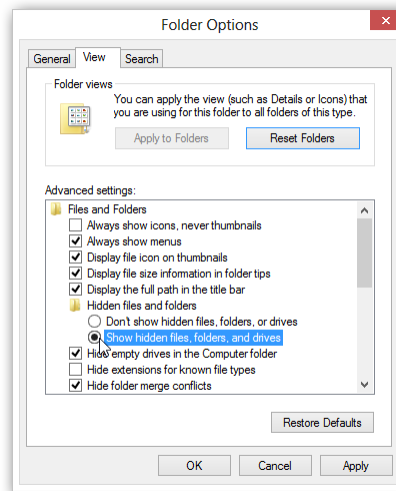 Folder Options
General
View
Search
Folder views
You can apply the view (such as Details or Icons) that
you are using for this folder to all folders of this type.
Apply to Folders
Reset Folders
Advanced settings:
Files and Folders
Always show icons, never thumbnails
Always show menus
Display file icon on thumbnails
Display file size information in folder tips
Display the full path in the title bar
Hidden files and folders
Don't show hidden files, folders, or drives
Show hidden files, folders, and drives
Hide empty drives in the Computer folder
Hide extensions for known file types
Hide folder merge conflicts
Restore Defaults
OK
Cancel
Apply